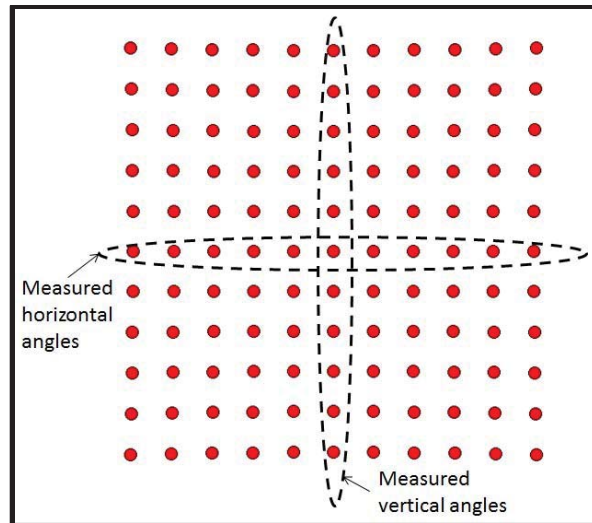 Measured
horizontal
angles
Measured
vertical angles